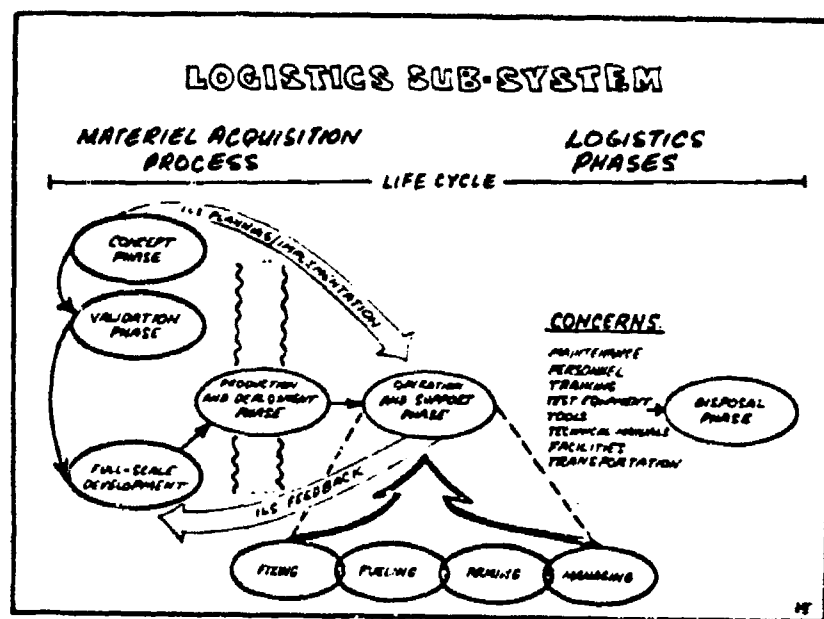 LOGISTICS SUB-SYSTEM
MATERIEL ACQUISITION
PROCESS
LOGISTICS
PHASES
LIFE CYCLE
ILS PLANNING/IMPLEMENTATION
CONCEPT
PHASE
VALIDATION
PHASE
CONCERNS:
MAINTENANCE
PERSONNEL
TRAINING
TEST EQUIPMENT
TOOLS
TECHNICAL MANUALS
FACILITIES
TRANSPORTATION
PRODUCTION
AND DEPLOYMENT
PHASE
OPERATION
AND SUPPORT
PHASE
DISPOSAL
PHASE
FULL-SCALE
DEVELOPMENT
ILS FEEDBACK
FIXING
FUELING
ARMING
MANAGING